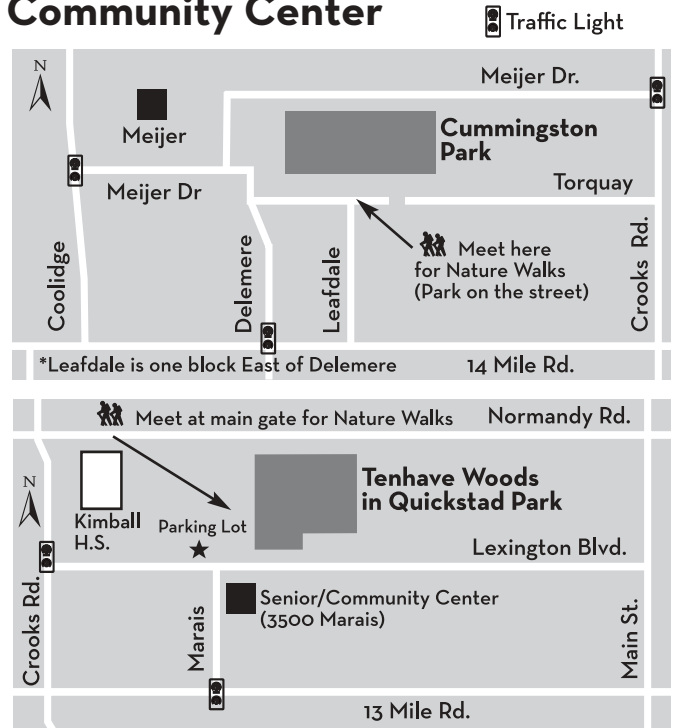 Community Center
Traffic Light
N
Meijer Dr.
Meijer
Cummingston
Park
Meijer Dr
Torquay
Coolidge
Delemere
Leafdale
Crooks Rd.
Meet here
for Nature Walks
(Park on the street)
*Leafdale is one block East of Delemere
14 Mile Rd.
Meet at main gate for Nature Walks
Normandy Rd.
N
Kimball
H.S.
Parking Lot
Tenhave Woods
in Quickstad Park
Lexington Blvd.
Crooks Rd.
Marais
Senior/Community Center
(3500 Marais)
Main St.
13 Mile Rd.